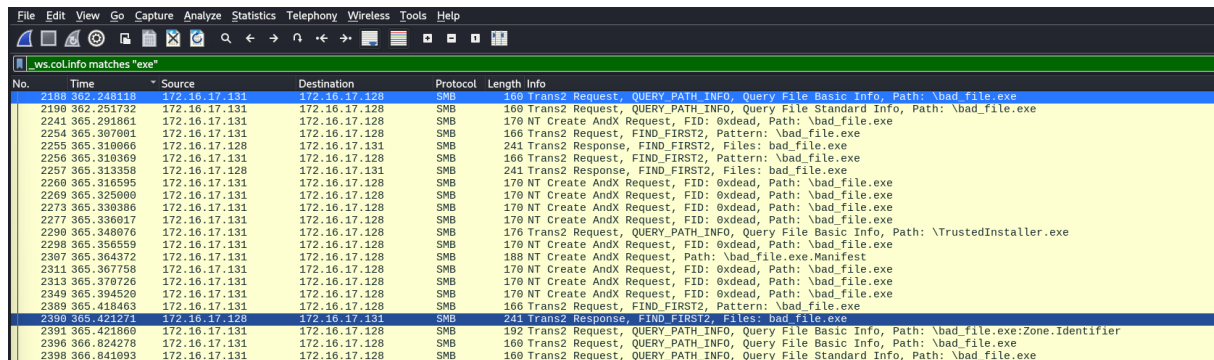 File Edit View Go Capture Analyze Statistics Telephony Wireless Tools Help
_ws.col.info matches "exe"
No. Time Source Destination Protocol Length Info
2188 362.248118 172.16.17.131 172.16.17.128 SMB 160 Trans2 Request, QUERY_PATH_INFO, Query File Basic Info, Path: \bad_file.exe
2190 362.251732 172.16.17.131 172.16.17.128 SMB 160 Trans2 Request, QUERY_PATH_INFO, Query File Standard Info, Path: \bad_file.exe
2241 365.291861 172.16.17.131 172.16.17.128 SMB 170 NT Create AndX Request, FID: 0xdead, Path: \bad_file.exe
2254 365.307001 172.16.17.131 172.16.17.128 SMB 166 Trans2 Request, FIND_FIRST2, Pattern: \bad_file.exe
2255 365.310066 172.16.17.128 172.16.17.131 SMB 241 Trans2 Response, FIND_FIRST2, Files: bad_file.exe
2256 365.310369 172.16.17.131 172.16.17.128 SMB 166 Trans2 Request, FIND_FIRST2, Pattern: \bad_file.exe
2257 365.313358 172.16.17.128 172.16.17.131 SMB 241 Trans2 Response, FIND_FIRST2, Files: bad_file.exe
2260 365.316595 172.16.17.131 172.16.17.128 SMB 170 NT Create AndX Request, FID: 0xdead, Path: \bad_file.exe
2269 365.325000 172.16.17.131 172.16.17.128 SMB 170 NT Create AndX Request, FID: 0xdead, Path: \bad_file.exe
2273 365.330386 172.16.17.131 172.16.17.128 SMB 170 NT Create AndX Request, FID: 0xdead, Path: \bad_file.exe
2277 365.336017 172.16.17.131 172.16.17.128 SMB 170 NT Create AndX Request, FID: 0xdead, Path: \bad_file.exe
2290 365.348076 172.16.17.131 172.16.17.128 SMB 176 Trans2 Request, QUERY_PATH_INFO, Query File Basic Info, Path: \TrustedInstaller.exe
2298 365.356559 172.16.17.131 172.16.17.128 SMB 170 NT Create AndX Request, FID: 0xdead, Path: \bad_file.exe
2307 365.364372 172.16.17.131 172.16.17.128 SMB 188 NT Create AndX Request, Path: \bad_file.exe.Manifest
2311 365.367758 172.16.17.131 172.16.17.128 SMB 170 NT Create AndX Request, FID: 0xdead, Path: \bad_file.exe
2313 365.370726 172.16.17.131 172.16.17.128 SMB 170 NT Create AndX Request, FID: 0xdead, Path: \bad_file.exe
2349 365.394520 172.16.17.131 172.16.17.128 SMB 170 NT Create AndX Request, FID: 0xdead, Path: \bad_file.exe
2389 365.418463 172.16.17.131 172.16.17.128 SMB 166 Trans2 Request, FIND_FIRST2, Pattern: \bad_file.exe
2390 365.421271 172.16.17.128 172.16.17.131 SMB 241 Trans2 Response, FIND_FIRST2, Files: bad_file.exe
2391 365.421860 172.16.17.131 172.16.17.128 SMB 192 Trans2 Request, QUERY_PATH_INFO, Query File Basic Info, Path: \bad_file.exe:Zone.Identifier
2396 366.824278 172.16.17.131 172.16.17.128 SMB 160 Trans2 Request, QUERY_PATH_INFO, Query File Basic Info, Path: \bad_file.exe
2398 366.841093 172.16.17.131 172.16.17.128 SMB 160 Trans2 Request, QUERY_PATH_INFO, Query File Standard Info, Path: \bad_file.exe